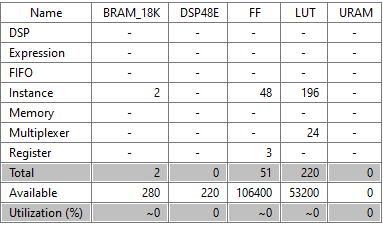 Name BRAM_18K DSP48E FF LUT URAM
DSP - - - - -
Expression - - - - -
FIFO - - - - -
Instance 2 - 48 196 -
Memory - - - - -
Multiplexer - - - 24 -
Register - - 3 - -
Total 2 0 51 220 0
Available 280 220 106400 53200 0
Utilization (%) ~0 0 ~0 ~0 0